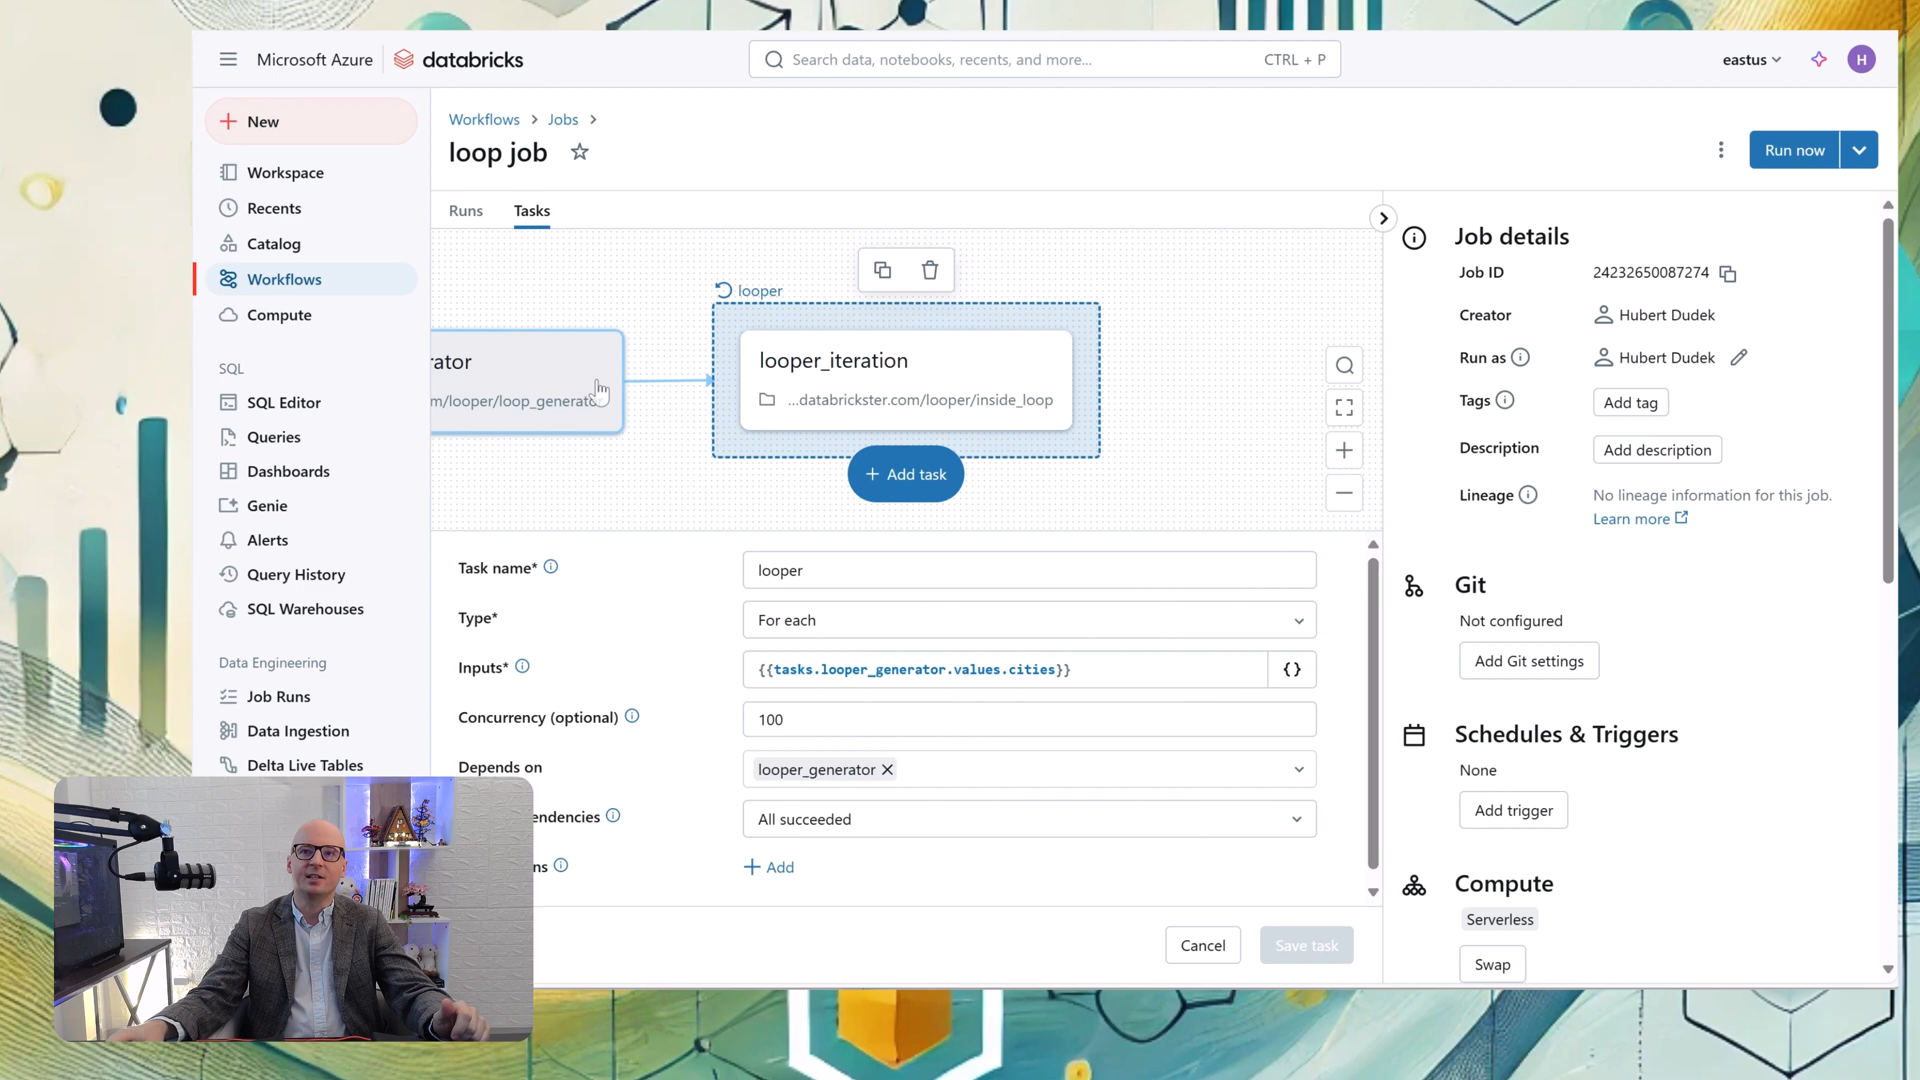 Microsoft Azure
databricks
Search data, notebooks, recents, and more...
CTRL + P
eastus
H
New
Workspace
Recents
Catalog
Workflows
Compute
SQL
SQL Editor
Queries
Dashboards
Genie
Alerts
Query History
SQL Warehouses
Data Engineering
Job Runs
Data Ingestion
Delta Live Tables
Workflows > Jobs >
loop job
Run now
Runs
Tasks
looper
rator
m/looper/loop_generato
looper_iteration
...databrickster.com/looper/inside_loop
+ Add task
Task name*
looper
Type*
For each
Inputs*
{{tasks.looper_generator.values.cities}}
{}
Concurrency (optional)
100
Depends on
looper_generator
endencies
All succeeded
ns
+ Add
Cancel
Save task
Job details
Job ID
24232650087274
Creator
Hubert Dudek
Run as
Hubert Dudek
Tags
Add tag
Description
Add description
Lineage
No lineage information for this job.
Learn more
Git
Not configured
Add Git settings
Schedules & Triggers
None
Add trigger
Compute
Serverless
Swap